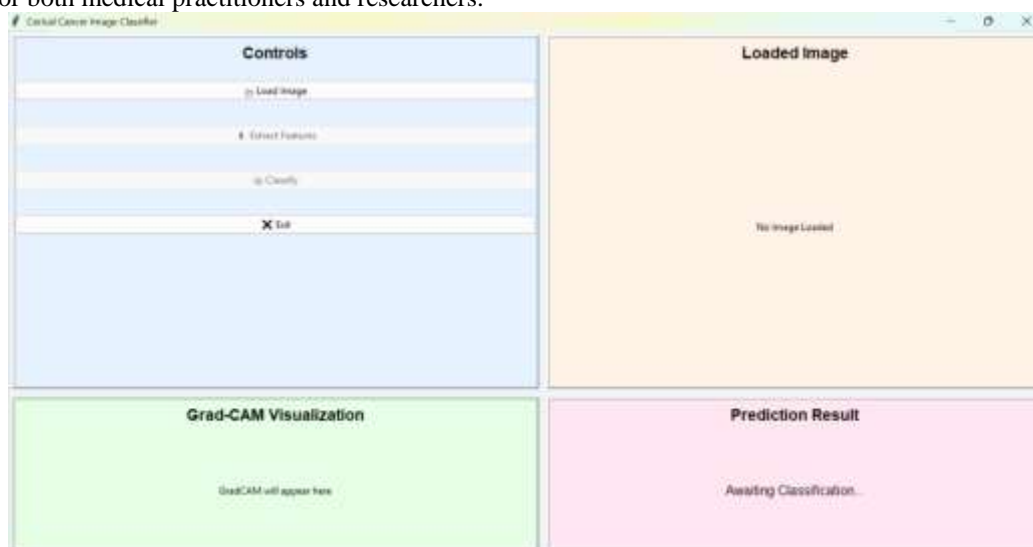 or both medical practitioners and researchers.
Cervical Cancer Image Classifier
Controls
Load Image
Extract Features
Classify
Exit
Loaded Image
No Image Loaded
Grad-CAM Visualization
GradCAM will appear here
Prediction Result
Awaiting Classification...